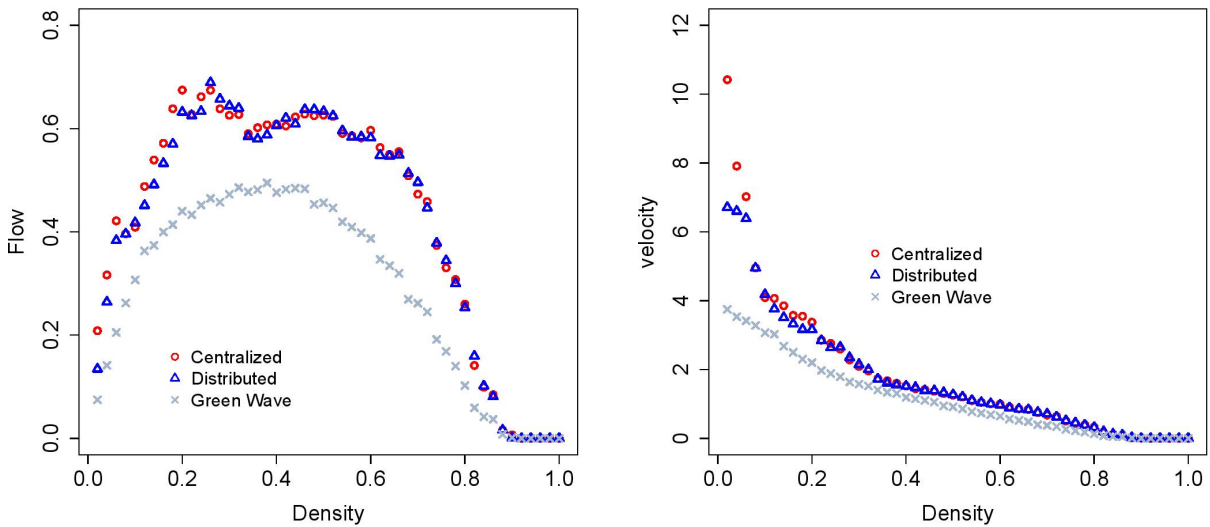 0.8
0.6
0.4
0.2
0.0
Flow
Centralized
Distributed
Green Wave
0.0 0.2 0.4 0.6 0.8 1.0
Density
12
10
8
6
4
2
0
velocity
Centralized
Distributed
Green Wave
0.0 0.2 0.4 0.6 0.8 1.0
Density